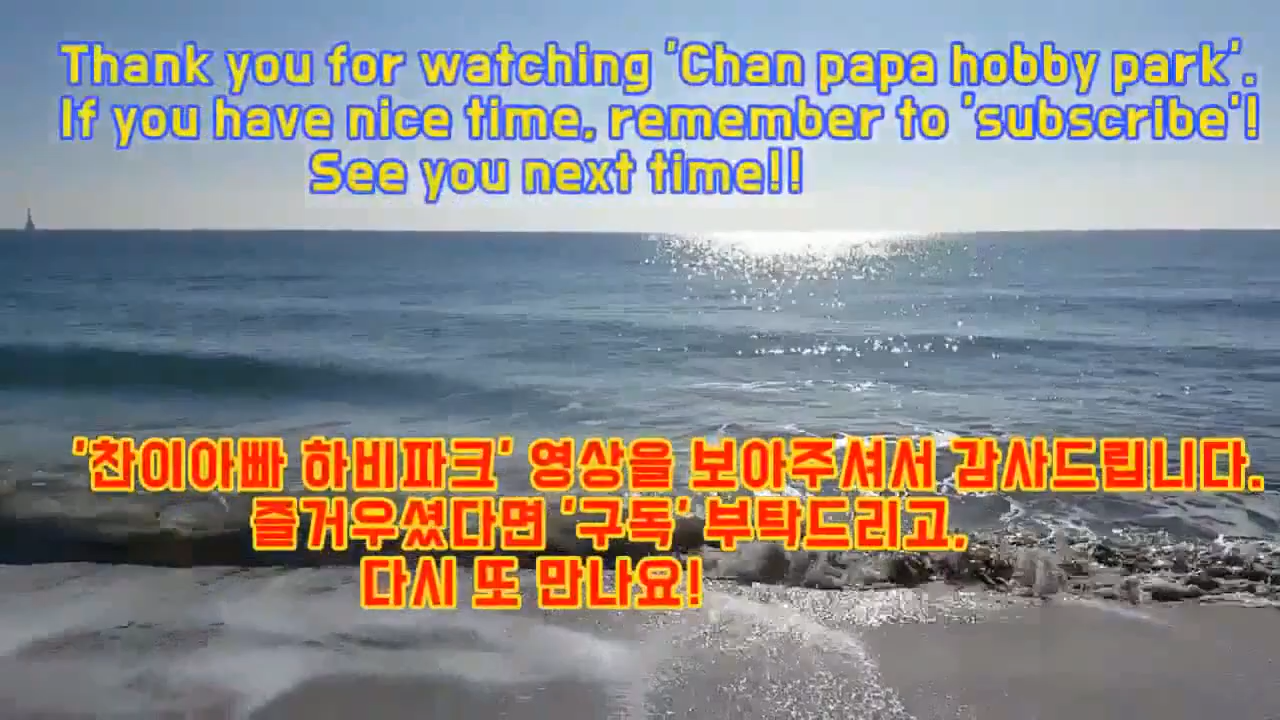 Thank you for watching 'Chan papa hobby park'.
If you have nice time, remember to 'subscribe'!
See you next time!!
'찬이아빠 하비파크' 영상을 보아주셔서 감사드립니다.
즐거우셨다면 '구독' 부탁드리고,
다시 또 만나요!